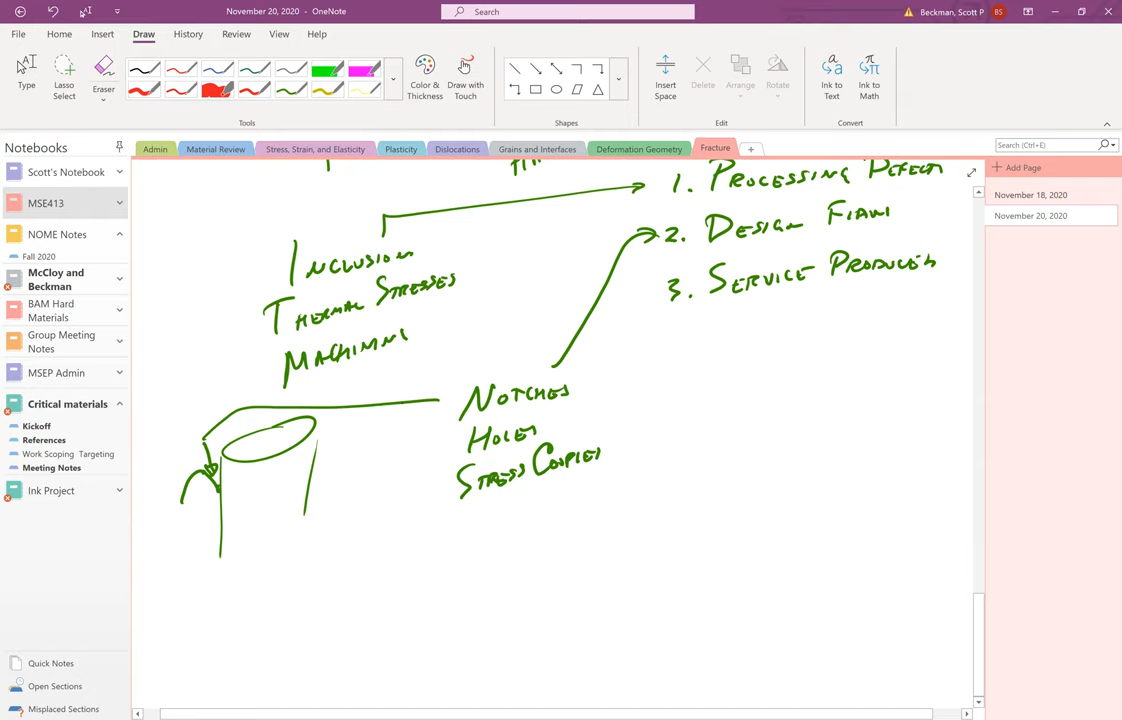 November 20, 2020 - OneNote
Search
Beckman, Scott P
BS
File Home Insert Draw History Review View Help
Type
Lasso Select
Eraser
Color & Thickness
Draw with Touch
Insert Space
Delete
Arrange
Rotate
Ink to Text
Ink to Math
Tools
Shapes
Edit
Convert
Notebooks
Admin
Material Review
Stress, Strain, and Elasticity
Plasticity
Dislocations
Grains and Interfaces
Deformation Geometry
Fracture
Search (Ctrl+E)
Scott's Notebook
MSE413
NOME Notes
Fall 2020
McCloy and Beckman
BAM Hard Materials
Group Meeting Notes
MSEP Admin
Critical materials
Kickoff
References
Work Scoping Targeting
Meeting Notes
Ink Project
Quick Notes
Open Sections
Misplaced Sections
Add Page
November 18, 2020
November 20, 2020
1. Processing Defects
2. Design Flaw
3. Service Produced
Inclusion
Thermal Stresses
Machining
Notches
Holes
Stress